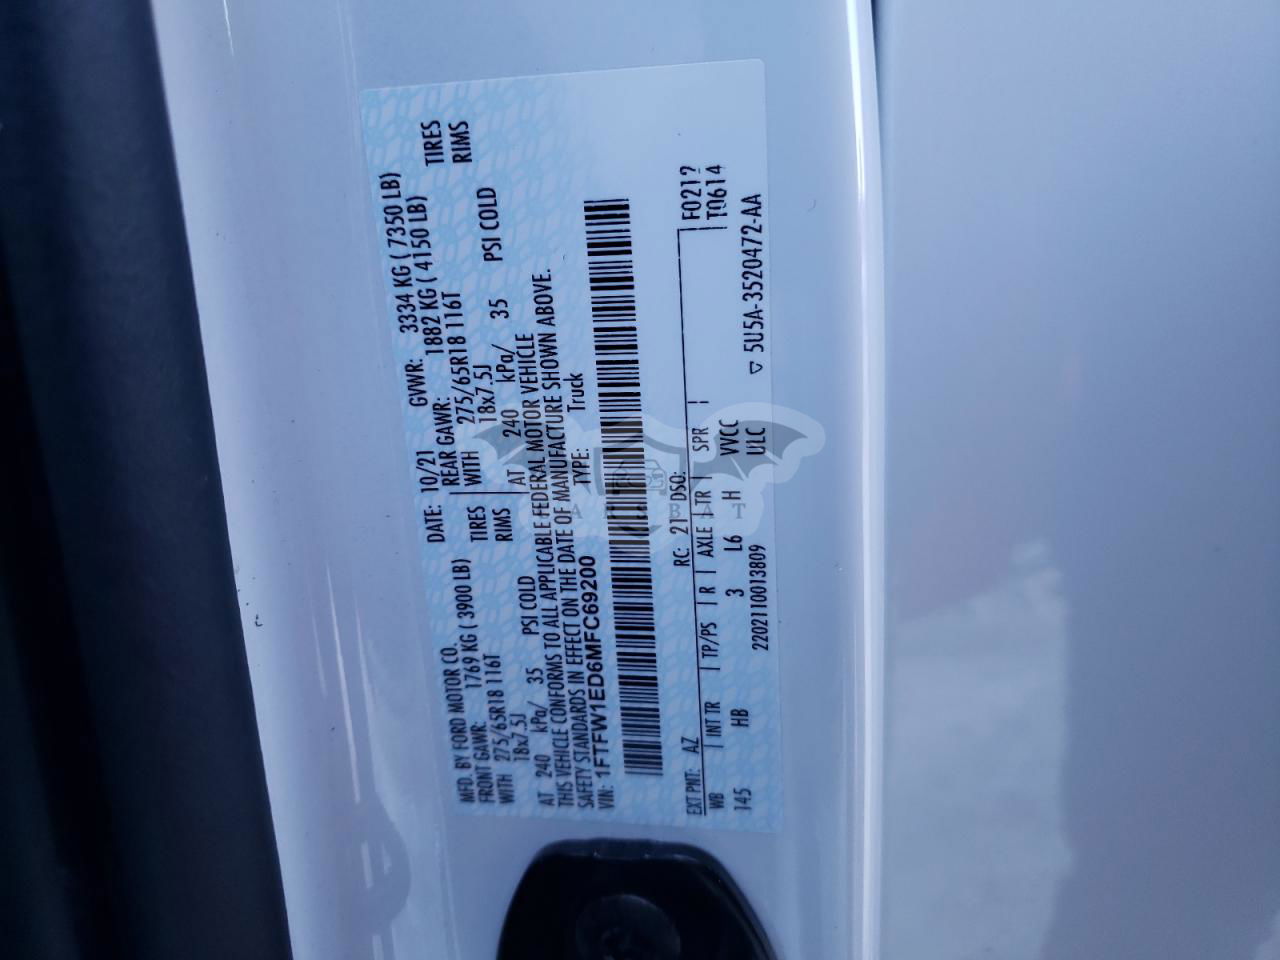 MFD. BY FORD MOTOR CO. DATE: 10/21 GVWR: 3334 KG ( 7350 LB)
FRONT GAWR: 1769 KG ( 3900 LB) REAR GAWR: 1882 KG ( 4150 LB)
WITH 275/65R18 116T TIRES WITH 275/65R18 116T TIRES
18x7.5J RIMS 18x7.5J RIMS
AT 240 kPa/ 35 PSI COLD AT 240 kPa/ 35 PSI COLD
THIS VEHICLE CONFORMS TO ALL APPLICABLE FEDERAL MOTOR VEHICLE
SAFETY STANDARDS IN EFFECT ON THE DATE OF MANUFACTURE SHOWN ABOVE.
VIN: 1FTFW1ED6MFC69200 TYPE: Truck
EXT PNT: AZ RC: 21 DSO: F0212
WB INT TR TP/PS R AXLE TR SPR T0614
145 HB 3 L6 H VVCC
2202110013809 ULC
5U5A-3520472-AA
CARBAT